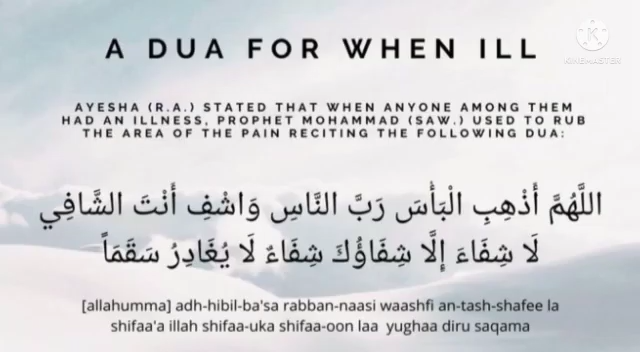 A DUA FOR WHEN ILL
KINEMASTER
AYESHA (R.A.) STATED THAT WHEN ANYONE AMONG THEM
HAD AN ILLNESS, PROPHET MOHAMMAD (SAW.) USED TO RUB
THE AREA OF THE PAIN RECITING THE FOLLOWING DUA:
اللَّهُمَّ أَذْهِبِ الْبَأْسَ رَبَّ النَّاسِ وَاشْفِ أَنْتَ الشَّافِي
لَا شِفَاءَ إِلَّا شِفَاؤُكَ شِفَاءً لَا يُغَادِرُ سَقَمَاً
[allahumma] adh-hibil-ba'sa rabban-naasi waashfi an-tash-shafee la
shifaa'a illah shifaa-uka shifaa-oon laa yughaa diru saqama